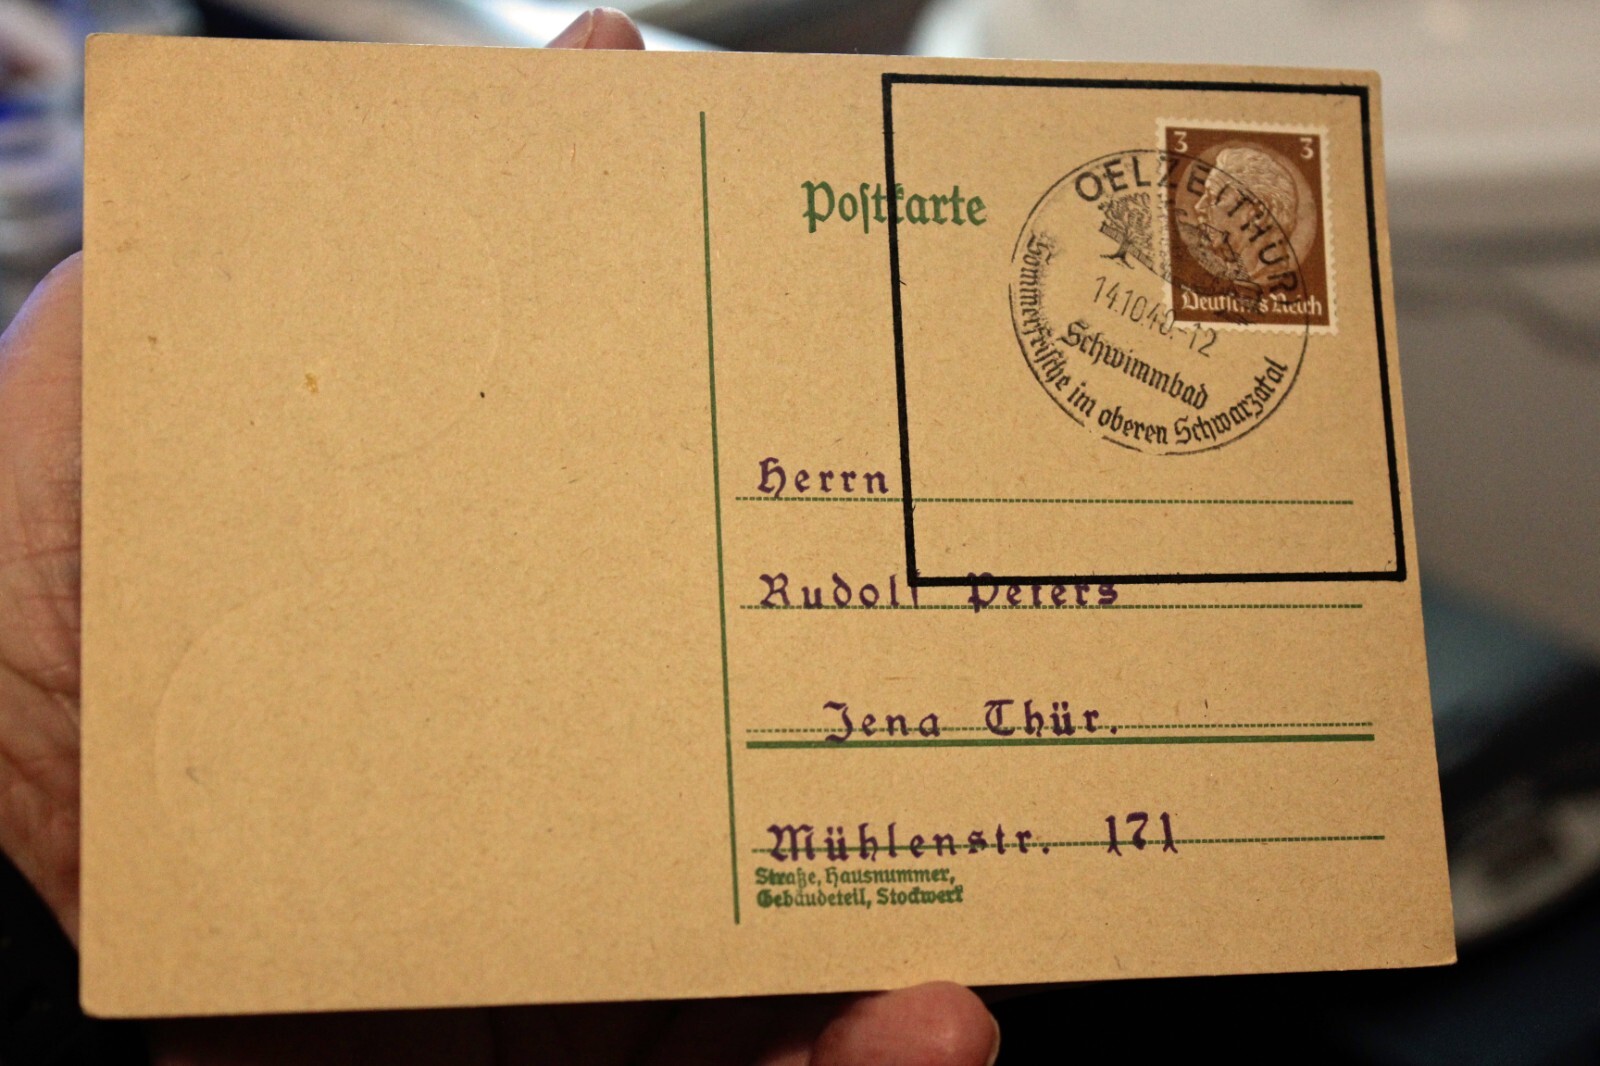 Postkarte
3 3
Deutsches Reich
OELZE (THÜR)
14.10.40.-12
Schwimmbad
Sommerfrische im oberen Schwarzatal
Herrn
Rudolf Peters
Jena Thür.
Mühlenstr. 171
Straße, Hausnummer,
Gebäudeteil, Stockwerk